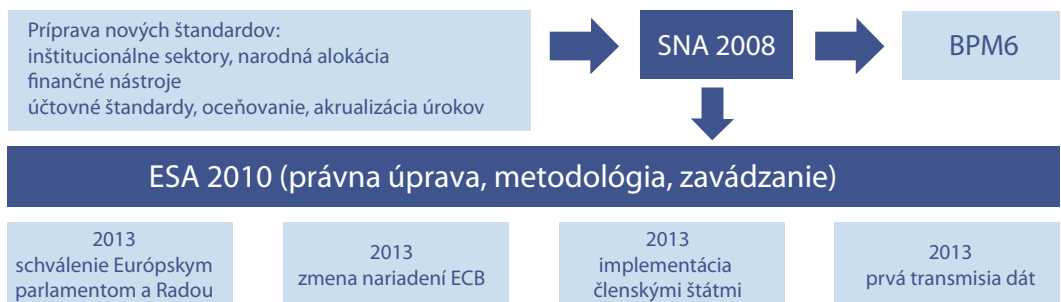 Príprava nových štandardov:
inštitucionálne sektory, narodná alokácia
finančné nástroje
účtovné štandardy, oceňovanie, akrualizácia úrokov
SNA 2008
BPM6
ESA 2010 (právna úprava, metodológia, zavádzanie)
2013
schválenie Európskym
parlamentom a Radou
2013
zmena nariadení ECB
2013
implementácia
členskými štátmi
2013
prvá transmisia dát